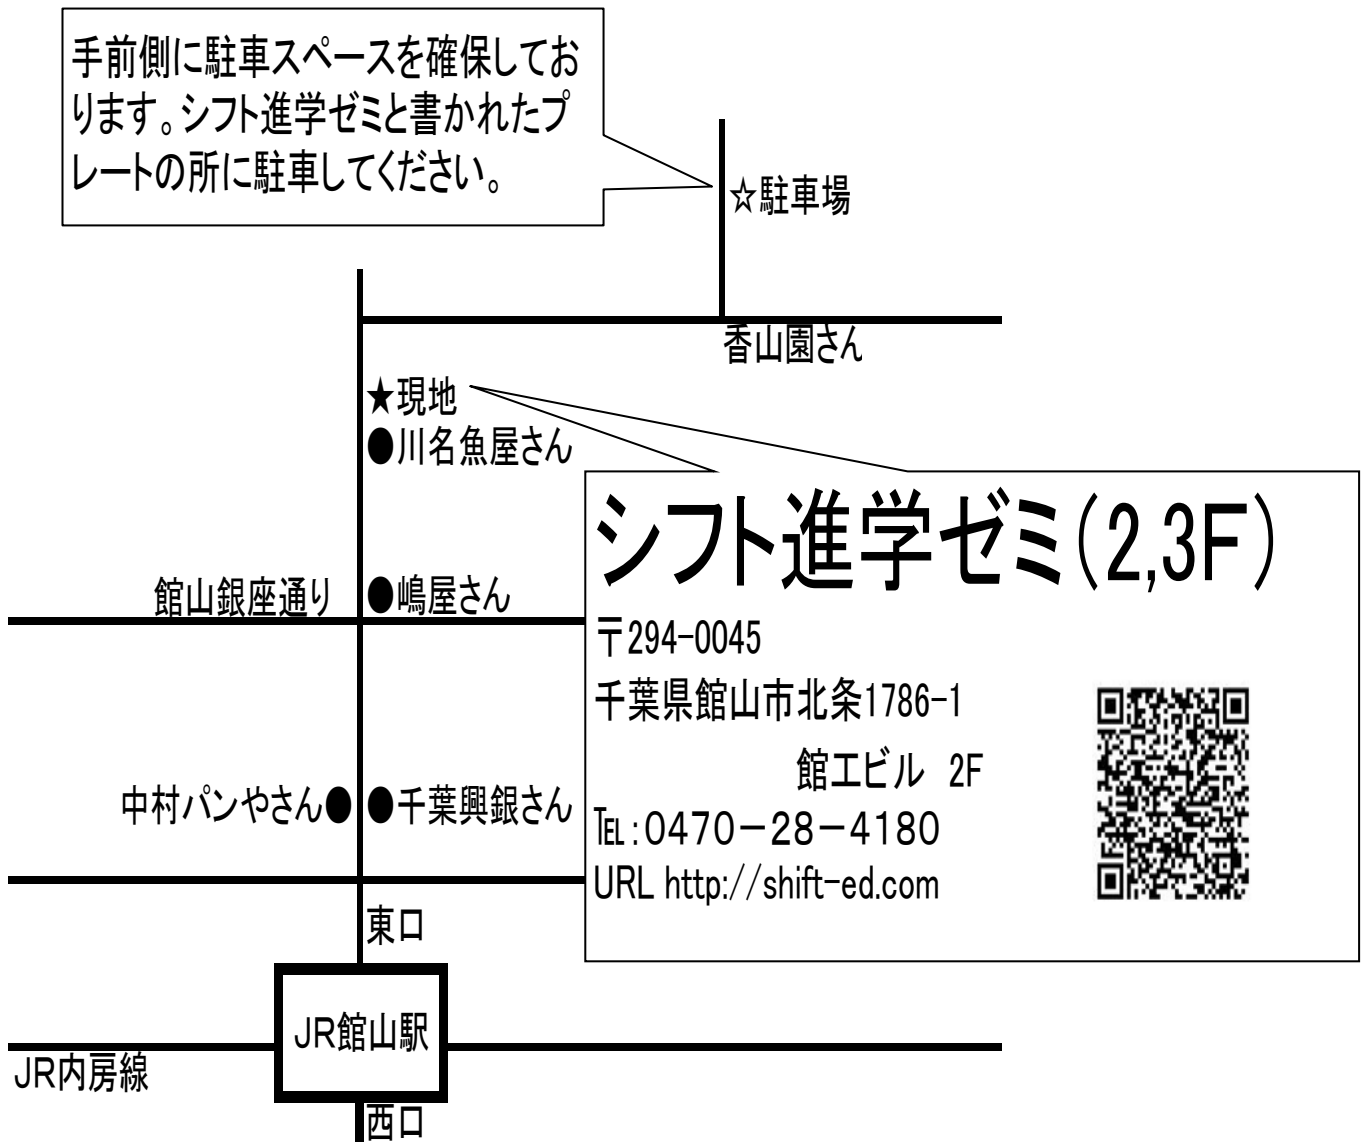 手前側に駐車スペースを確保してお
ります。シフト進学ゼミと書かれたプ
レートの所に駐車してください。
☆駐車場
香山園さん
★現地
●川名魚屋さん
シフト進学ゼミ(2,3F)
館山銀座通り
●嶋屋さん
〒294-0045
千葉県館山市北条1786-1
館エビル 2F
中村パンやさん●
●千葉興銀さん
℡:0470-28-4180
URL http://shift-ed.com
東口
JR館山駅
JR内房線
西口